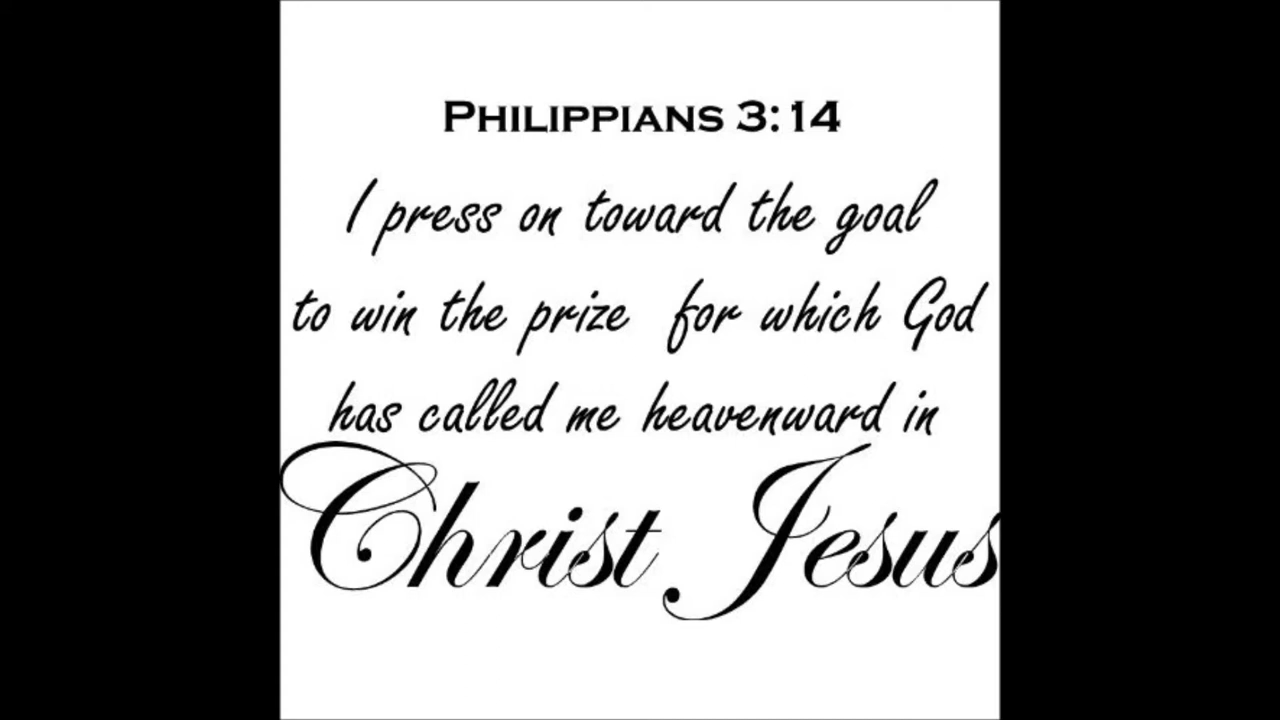 PHILIPPIANS 3:14
I press on toward the goal
to win the prize for which God
has called me heavenward in
Christ Jesus